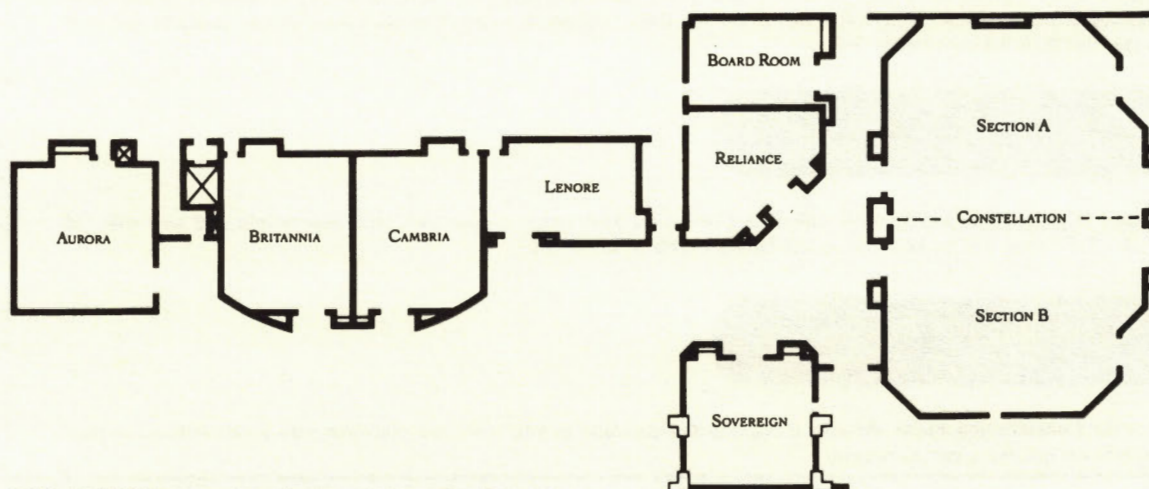 BOARD ROOM
SECTION A
RELIANCE
LENORE
CONSTELLATION
AURORA
BRITANNIA
CAMBRIA
SECTION B
SOVEREIGN